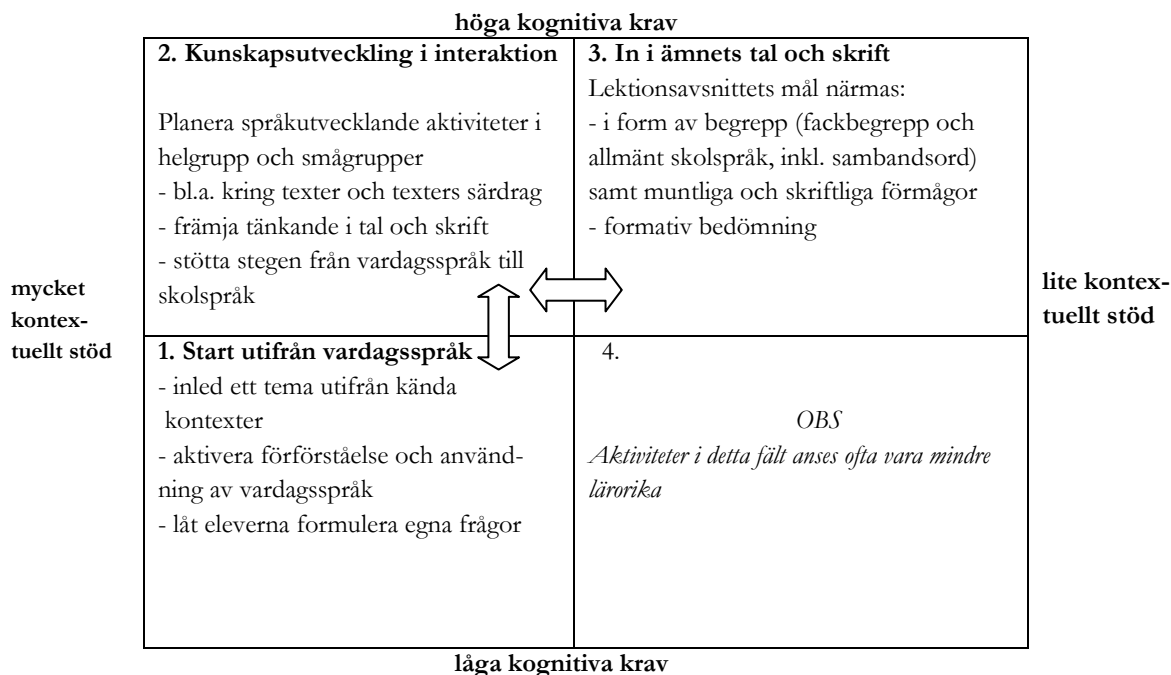 höga kognitiva krav
2. Kunskapsutveckling i interaktion
Planera språkutvecklande aktiviteter i
helgrupp och smågrupper
- bl.a. kring texter och texters särdrag
- främja tänkande i tal och skrift
- stötta stegen från vardagsspråk till
skolspråk
3. In i ämnets tal och skrift
Lektionsavsnittets mål närmas:
- i form av begrepp (fackbegrepp och
allmänt skolspråk, inkl. sambandsord)
samt muntliga och skriftliga förmågor
- formativ bedömning
mycket
kontex-
tuellt stöd
lite kontex-
tuellt stöd
1. Start utifrån vardagsspråk
- inled ett tema utifrån kända
kontexter
- aktivera förförståelse och använd-
ning av vardagsspråk
- låt eleverna formulera egna frågor
4.
OBS
Aktiviteter i detta fält anses ofta vara mindre
lärorika
låga kognitiva krav